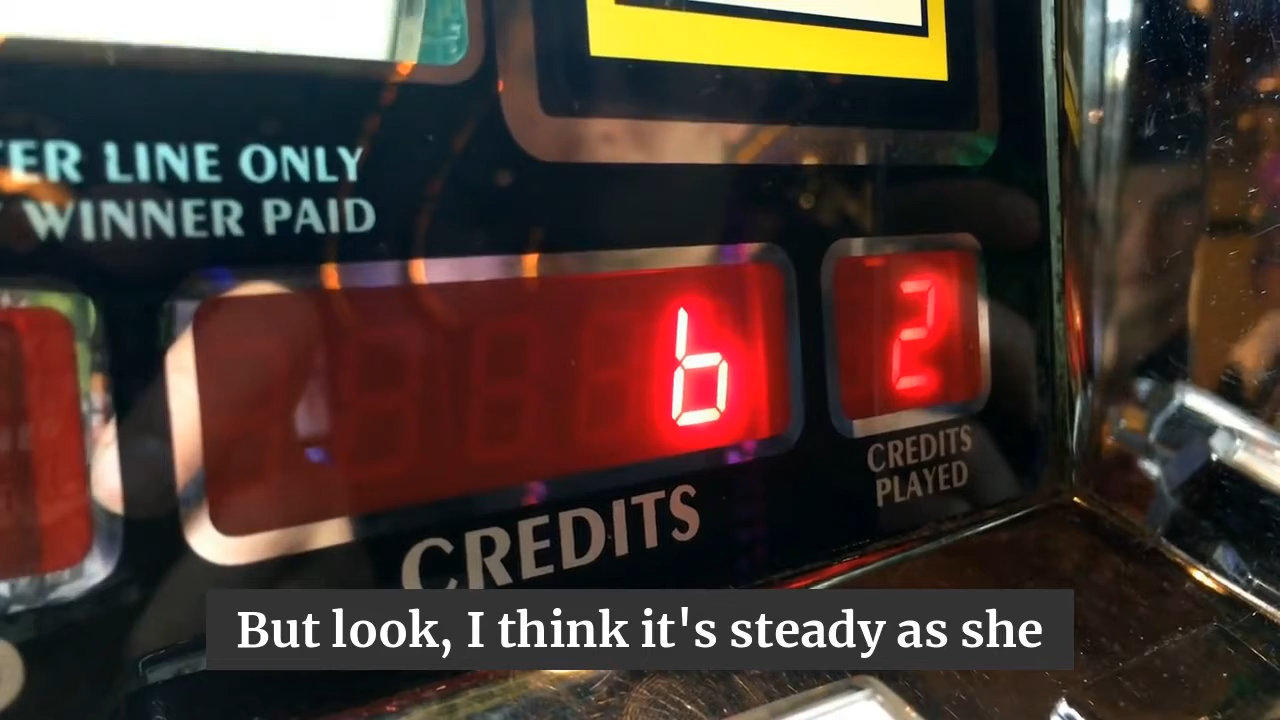 ER LINE ONLY
WINNER PAID
6
2
CREDITS
PLAYED
CREDITS
But look, I think it's steady as she